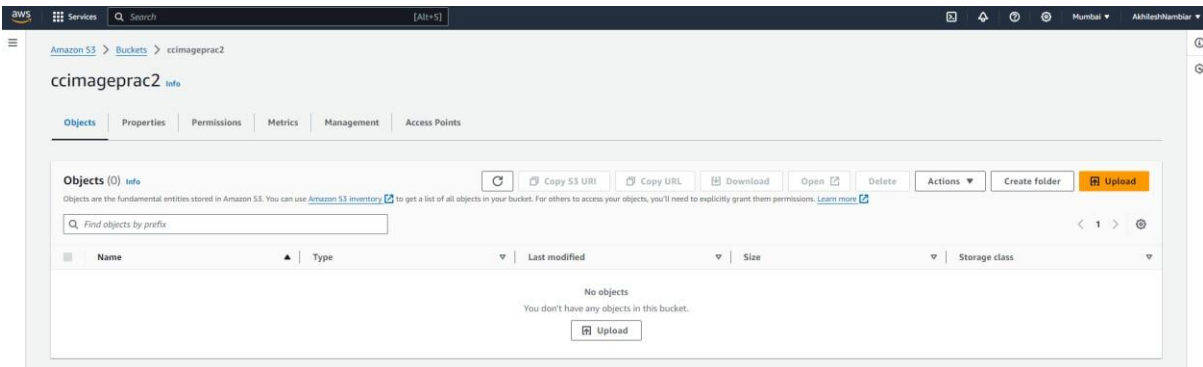 aws Services Search [Alt+S] Mumbai ▼ AkhileshNambiar ▼
Amazon S3 > Buckets > ccimageprac2
ccimageprac2 Info
Objects Properties Permissions Metrics Management Access Points
Objects (0) Info Copy S3 URI Copy URL Download Open Delete Actions ▼ Create folder Upload
Objects are the fundamental entities stored in Amazon S3. You can use Amazon S3 inventory to get a list of all objects in your bucket. For others to access your objects, you'll need to explicitly grant them permissions. Learn more
Find objects by prefix < 1 >
Name ▲ Type Last modified Size Storage class
No objects
You don't have any objects in this bucket.
Upload